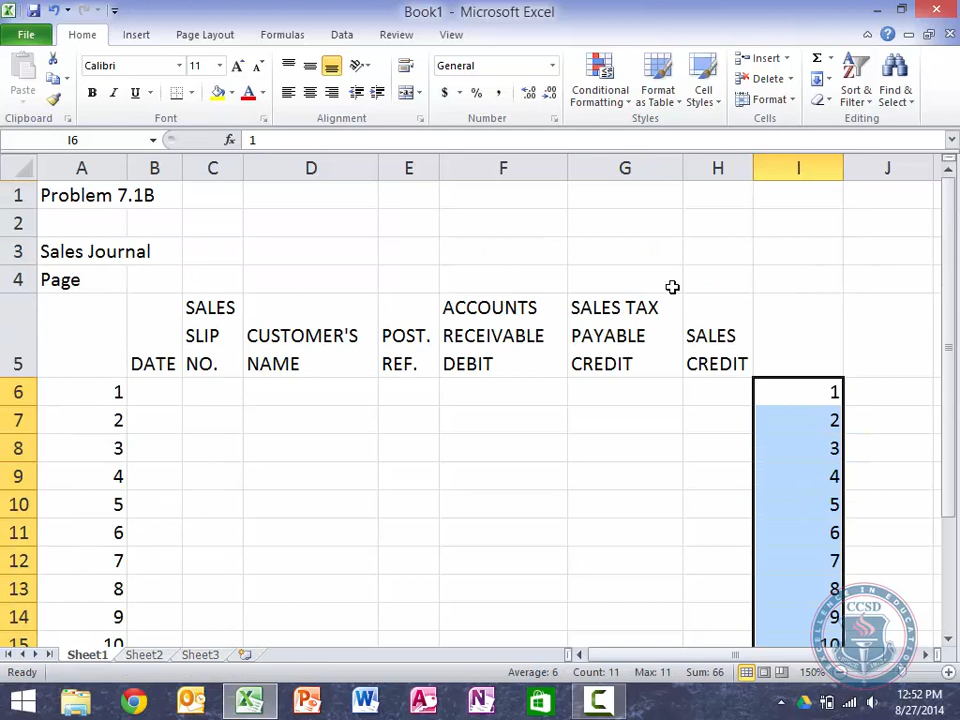 Book1 - Microsoft Excel
File Home Insert Page Layout Formulas Data Review View
Calibri 11 General
Insert
Delete
Format
Paste
Conditional Formatting
Format as Table
Cell Styles
Sort & Filter
Find & Select
Clipboard Font Alignment Number Styles Cells Editing
I6 fx 1
A B C D E F G H I J
1 Problem 7.1B
2
3 Sales Journal
4 Page
SALES ACCOUNTS SALES TAX
SLIP CUSTOMER'S POST. RECEIVABLE PAYABLE SALES
5 DATE NO. NAME REF. DEBIT CREDIT CREDIT
6 1 1
7 2 2
8 3 3
9 4 4
10 5 5
11 6 6
12 7 7
13 8 8
14 9 9
15 10 10
Sheet1 Sheet2 Sheet3
Ready Average: 6 Count: 11 Max: 11 Sum: 66 150%
CCSD
12:52 PM
8/27/2014